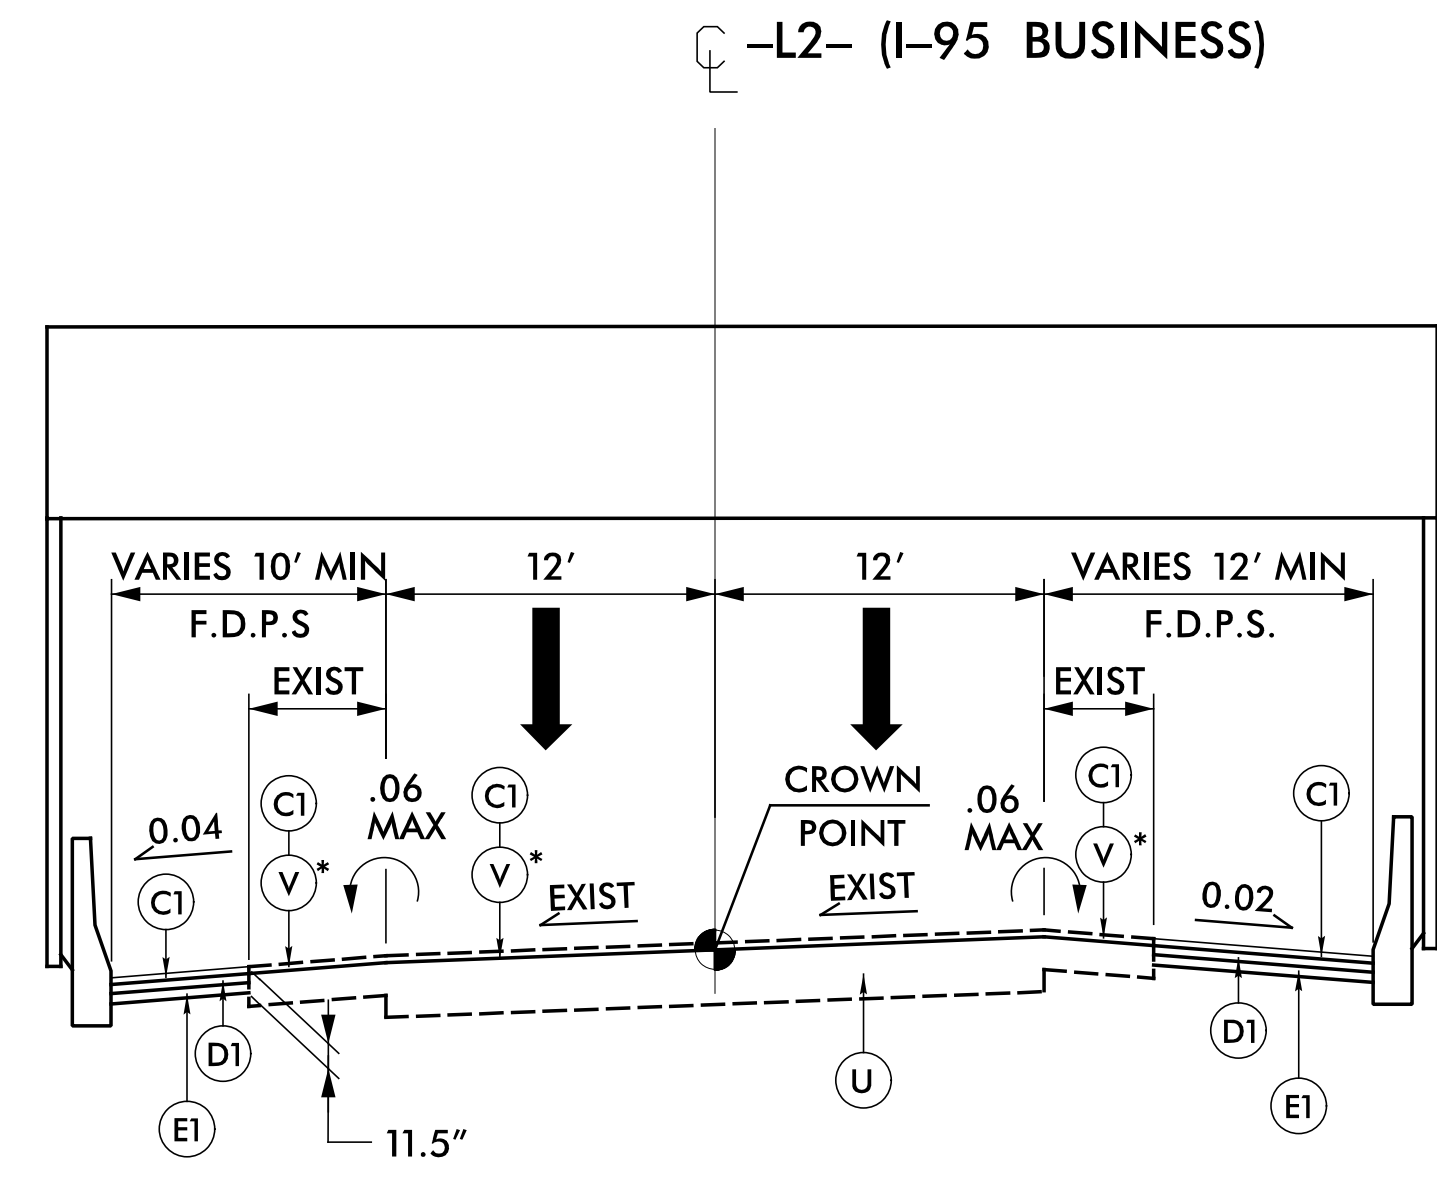 ℄ –L2– (I–95 BUSINESS)
VARIES 10' MIN
12'
12'
VARIES 12' MIN
F.D.P.S
F.D.P.S.
EXIST
EXIST
C1
.06
MAX
C1
CROWN
POINT
.06
MAX
C1
C1
0.04
V*
V*
V*
C1
EXIST
EXIST
0.02
D1
E1
11.5"
U
D1
E1